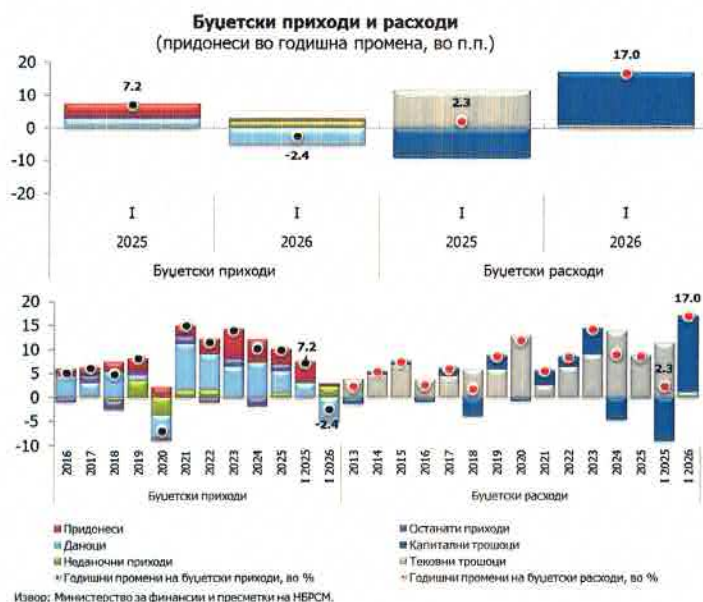 Буџетски приходи и расходи
(придонеси во годишна промена, во п.п.)
20
10
0
-10
-20
7.2
-2.4
2.3
17.0
I
I
I
I
2025
2026
2025
2026
Буџетски приходи
Буџетски расходи
20
15
10
5
0
-5
-10
7.2
-2.4
2.3
17.0
2016
2017
2018
2019
2020
2021
2022
2023
2024
2025
I 2025
I 2026
2013
2014
2015
2016
2017
2018
2019
2020
2021
2022
2023
2024
2025
I 2025
I 2026
Буџетски приходи
Буџетски расходи
Придонеси
Останати приходи
Даноци
Капитални трошоци
Неданочни приходи
Тековни трошоци
Годишни промени на буџетски приходи, во %
Годишни промени на буџетски расходи, во %
Извор: Министерство за финансии и пресметки на НБРСМ.